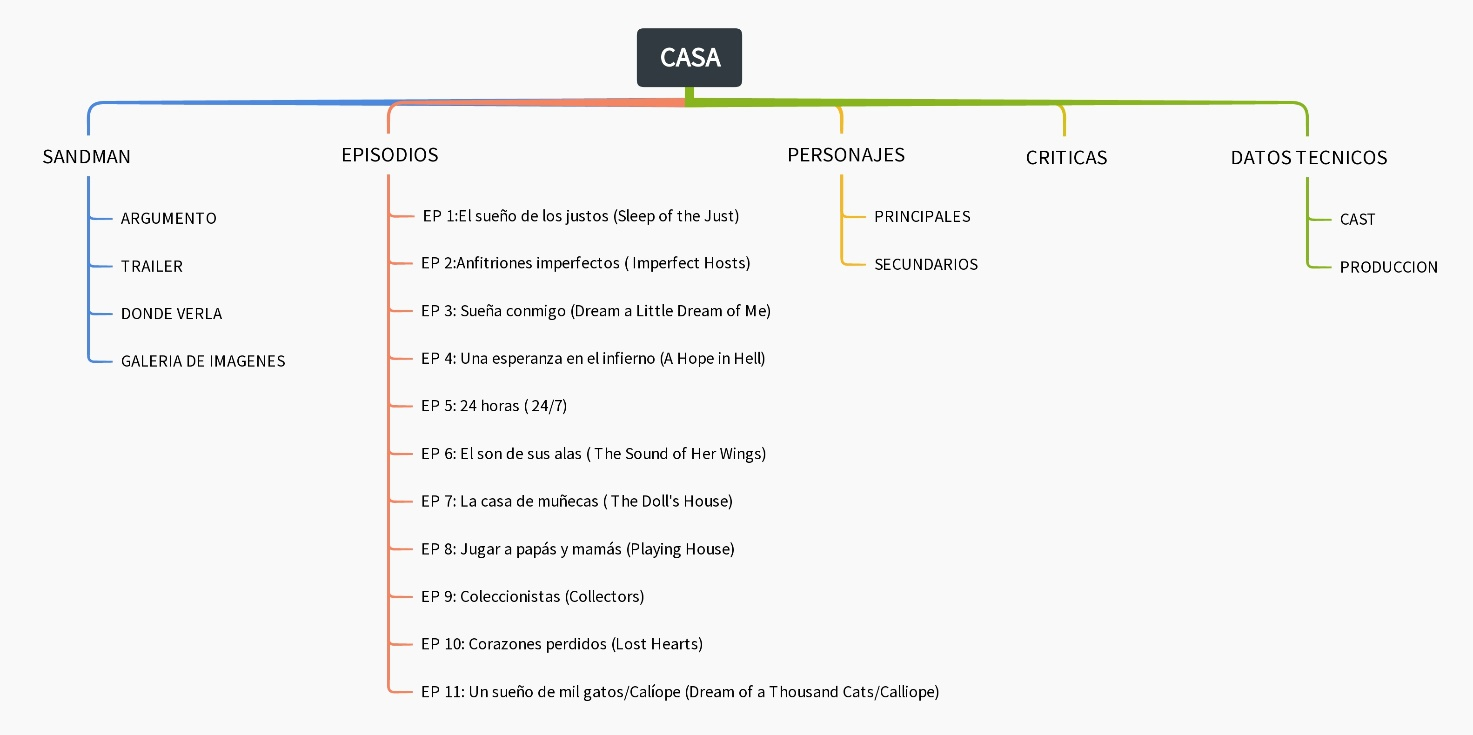 CASA
SANDMAN
ARGUMENTO
TRAILER
DONDE VERLA
GALERIA DE IMAGENES
EPISODIOS
EP 1:El sueño de los justos (Sleep of the Just)
EP 2:Anfitriones imperfectos ( Imperfect Hosts)
EP 3: Sueña conmigo (Dream a Little Dream of Me)
EP 4: Una esperanza en el infierno (A Hope in Hell)
EP 5: 24 horas ( 24/7)
EP 6: El son de sus alas ( The Sound of Her Wings)
EP 7: La casa de muñecas ( The Doll's House)
EP 8: Jugar a papás y mamás (Playing House)
EP 9: Coleccionistas (Collectors)
EP 10: Corazones perdidos (Lost Hearts)
EP 11: Un sueño de mil gatos/Calíope (Dream of a Thousand Cats/Calliope)
PERSONAJES
PRINCIPALES
SECUNDARIOS
CRITICAS
DATOS TECNICOS
CAST
PRODUCCION